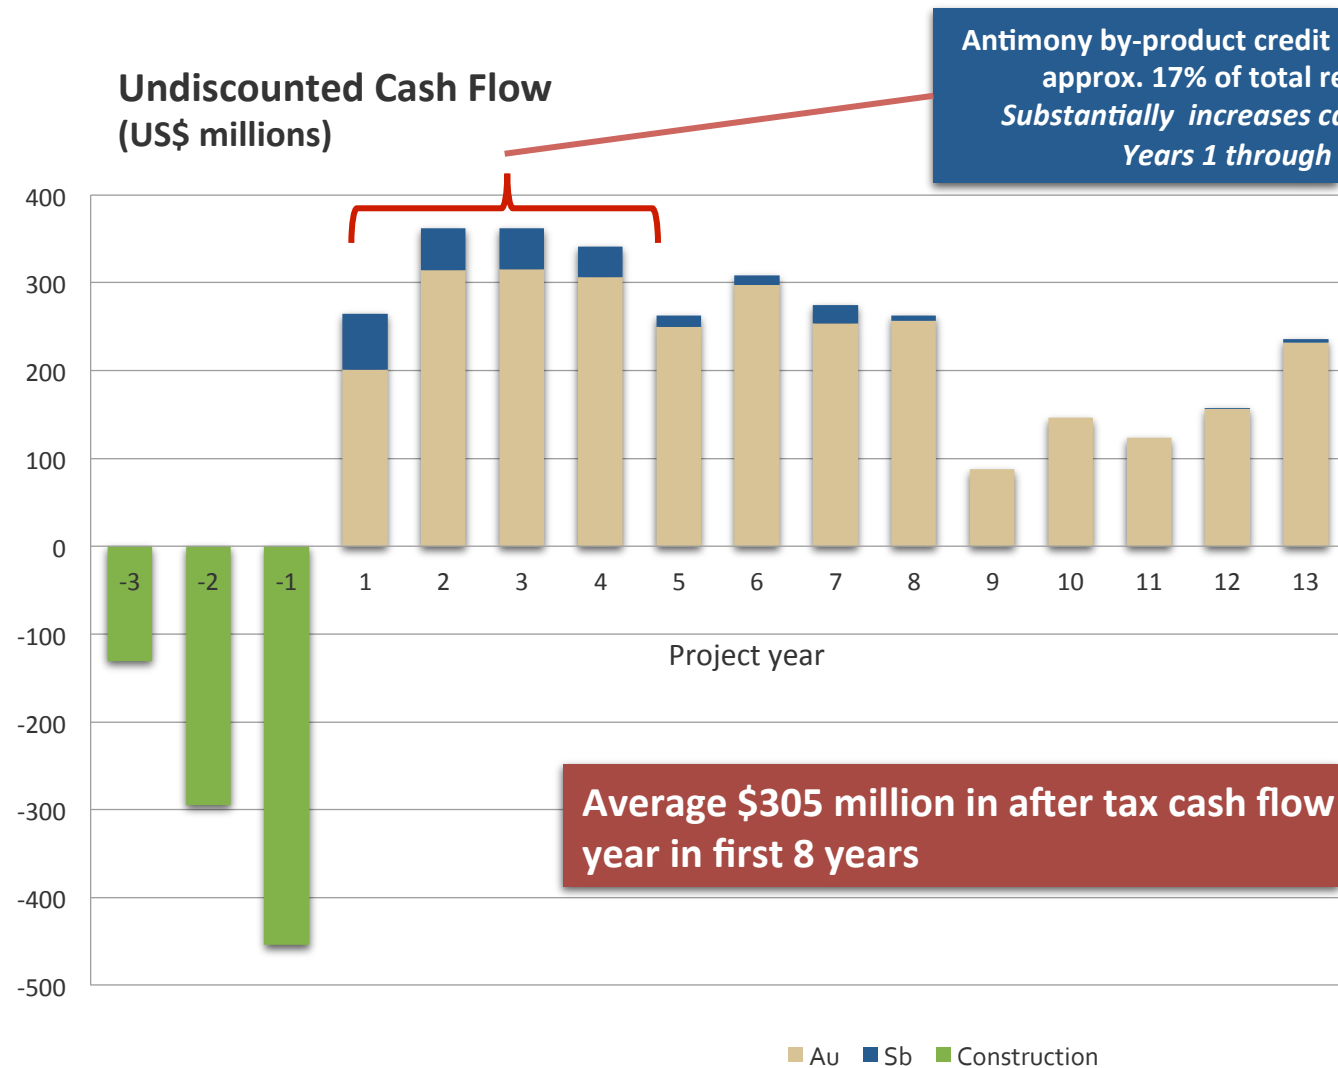 Antimony by-product credit
approx. 17% of total re
Substantially increases ca
Years 1 through
Undiscounted Cash Flow
(US$ millions)
400
300
200
100
0
-3 -2 -1 1 2 3 4 5 6 7 8 9 10 11 12 13
-100
Project year
-200
-300
Average $305 million in after tax cash flow
year in first 8 years
-400
-500
Au Sb Construction